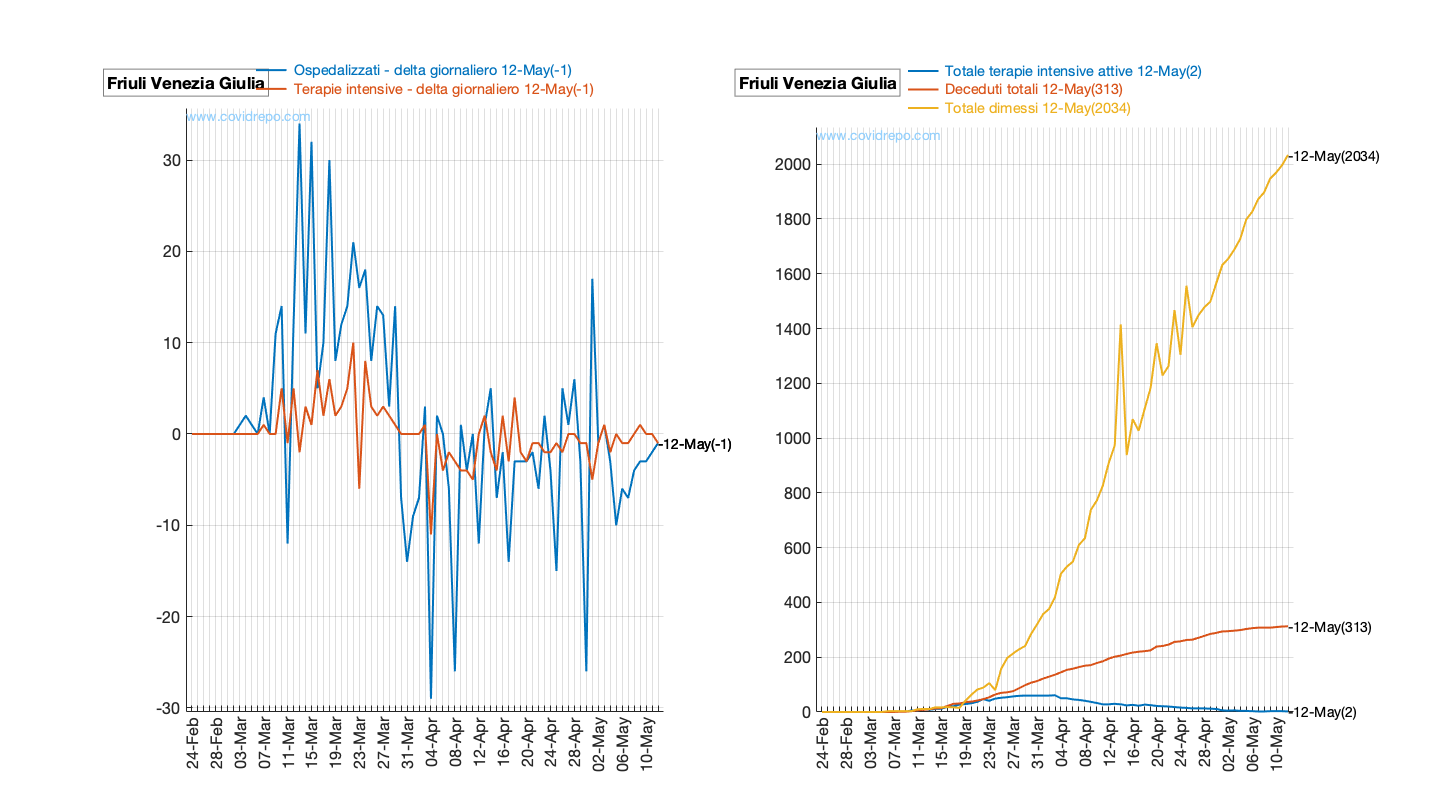 Friuli Venezia Giulia
Ospedalizzati - delta giornaliero 12-May(-1)
Terapie intensive - delta giornaliero 12-May(-1)
www.covidrepo.com
30
20
10
0
-10
-20
-30
-12-May(-1)
24-Feb
28-Feb
03-Mar
07-Mar
11-Mar
15-Mar
19-Mar
23-Mar
27-Mar
31-Mar
04-Apr
08-Apr
12-Apr
16-Apr
20-Apr
24-Apr
28-Apr
02-May
06-May
10-May
Friuli Venezia Giulia
Totale terapie intensive attive 12-May(2)
Deceduti totali 12-May(313)
Totale dimessi 12-May(2034)
www.covidrepo.com
2000
1800
1600
1400
1200
1000
800
600
400
200
0
-12-May(2034)
-12-May(313)
-12-May(2)
24-Feb
28-Feb
03-Mar
07-Mar
11-Mar
15-Mar
19-Mar
23-Mar
27-Mar
31-Mar
04-Apr
08-Apr
12-Apr
16-Apr
20-Apr
24-Apr
28-Apr
02-May
06-May
10-May